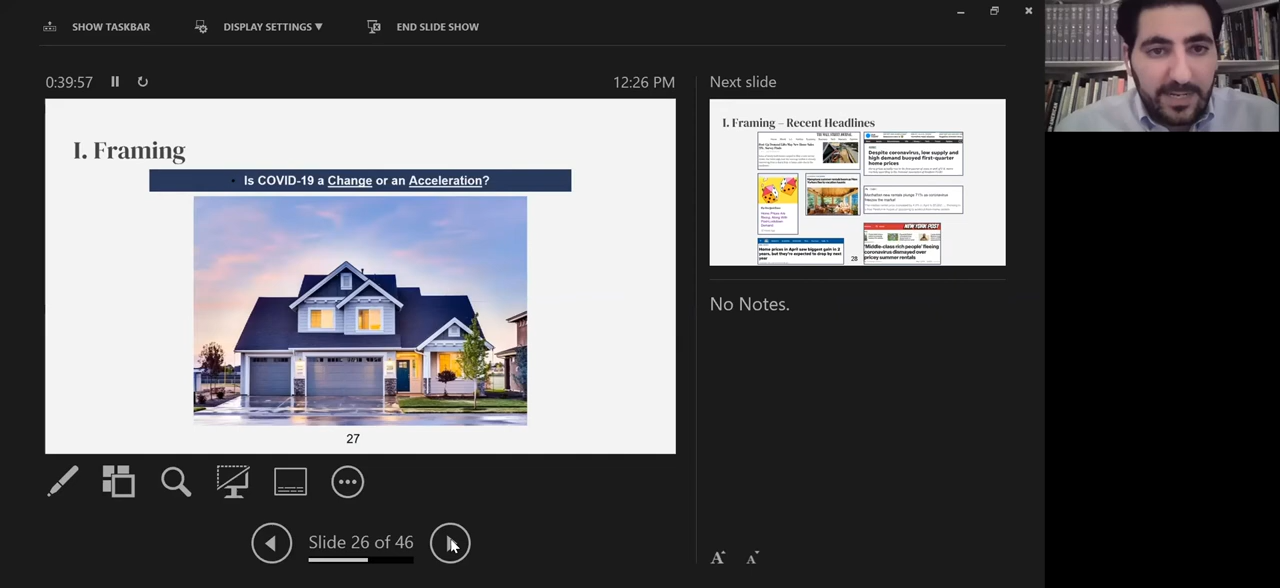 SHOW TASKBAR
DISPLAY SETTINGS ▼
END SLIDE SHOW
0:39:57
12:26 PM
I. Framing
• Is COVID-19 a Change or an Acceleration?
27
Slide 26 of 46
Next slide
I. Framing – Recent Headlines
THE WALL STREET JOURNAL
Despite coronavirus, low supply and
high demand buoyed first-quarter
home prices
Home prices in April saw biggest gain in 2
years, but they're expected to drop by next
year
28
NEW YORK POST
'Middle-class rich people' fleeing
coronavirus dismayed over
pricey summer rentals
No Notes.
A A